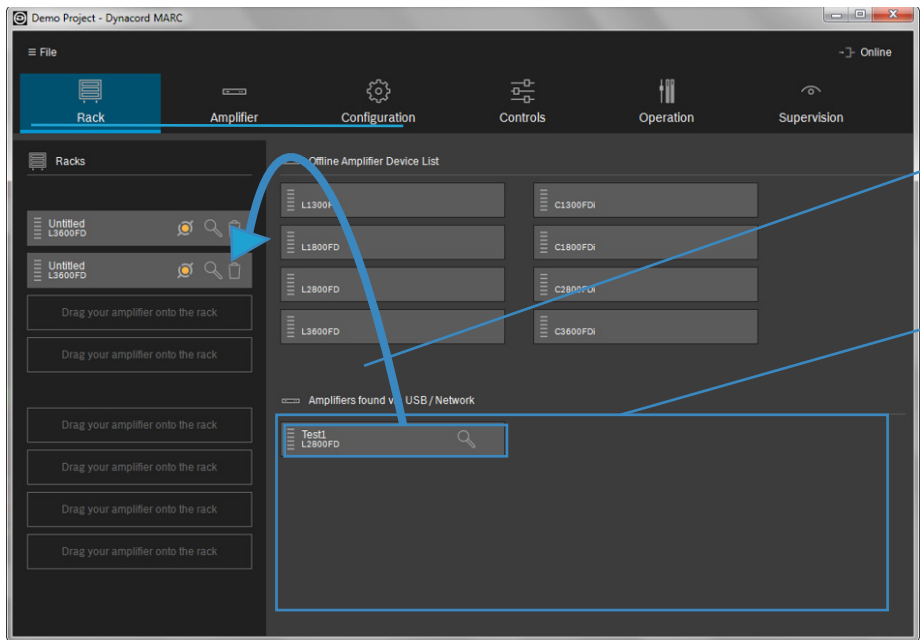 Demo Project - Dynacord MARC
≡ File
Online
Rack
Amplifier
Configuration
Controls
Operation
Supervision
Racks
Offline Amplifier Device List
Untitled
L3600FD
Untitled
L3600FD
Drag your amplifier onto the rack
Drag your amplifier onto the rack
Drag your amplifier onto the rack
Drag your amplifier onto the rack
Drag your amplifier onto the rack
Drag your amplifier onto the rack
L1300F
C1300FDi
L1800FD
C1800FDi
L2800FD
C2800FDi
L3600FD
C3600FDi
Amplifiers found v USB / Network
Test1
L2800FD